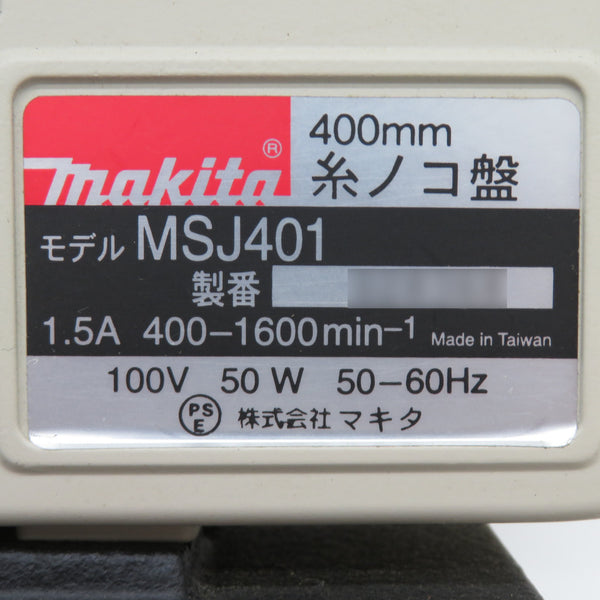 makita®
400mm
糸ノコ盤
モデル MSJ401
製番
1.5A 400-1600min-1 Made in Taiwan
100V 50W 50-60Hz
PSE 株式会社 マキタ